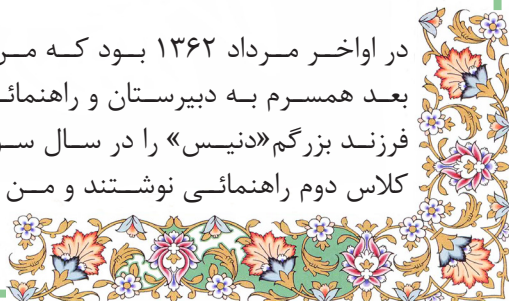 در اواخر مرداد ۱۳۶۲ بود که
بعد همسرم به دبیرستان و
فرزند بزرگم«دنیس» را در سال
کلاس دوم راهنمائی نوشتند و من